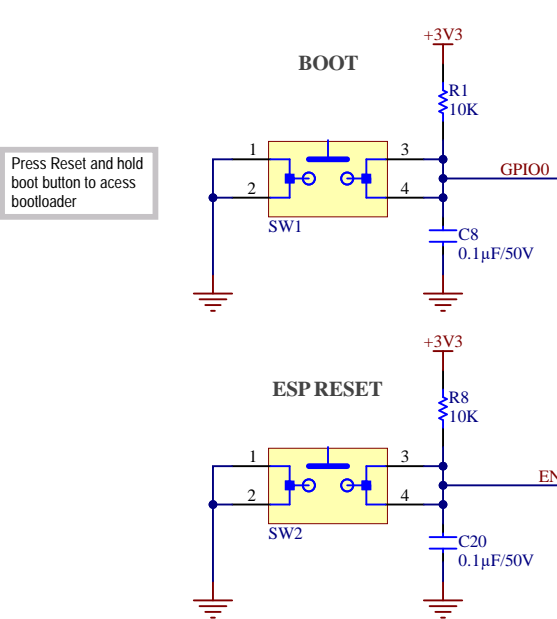 +3V3
BOOT
R1
10K
1
3
GPIO0
Press Reset and hold
boot button to acess
bootloader
2
4
SW1
C8
0.1µF/50V
+3V3
ESP RESET
R8
10K
1
3
EN
2
4
SW2
C20
0.1µF/50V